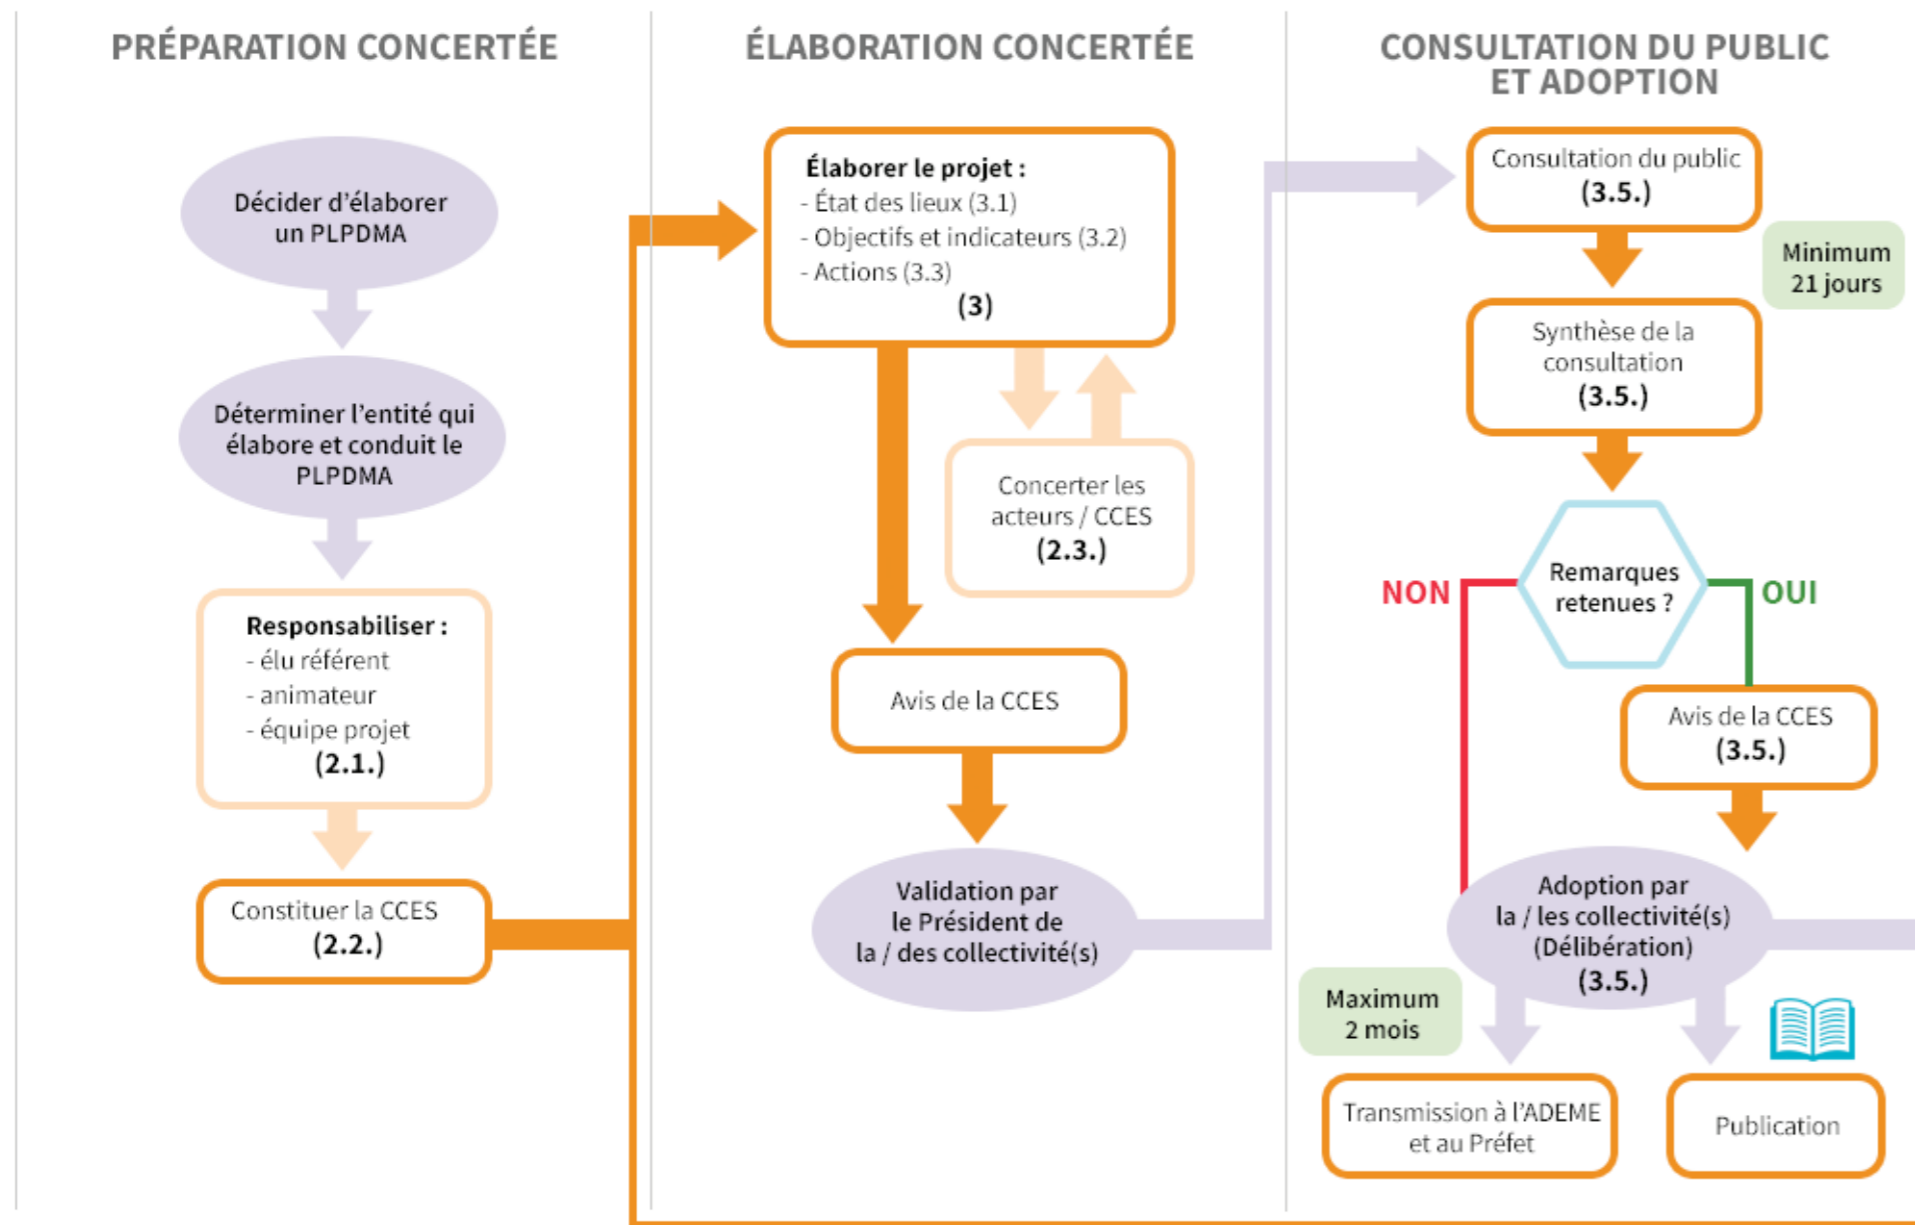 PRÉPARATION CONCERTÉE
Décider d’élaborer
un PLPDMA
Déterminer l’entité qui
élabore et conduit le
PLPDMA
Responsabiliser :
- élu référent
- animateur
- équipe projet
(2.1.)
Constituer la CCES
(2.2.)
ÉLABORATION CONCERTÉE
Élaborer le projet :
- État des lieux (3.1)
- Objectifs et indicateurs (3.2)
- Actions (3.3)
(3)
Concerter les
acteurs / CCES
(2.3.)
Avis de la CCES
Validation par
le Président de
la / des collectivité(s)
CONSULTATION DU PUBLIC
ET ADOPTION
Consultation du public
(3.5.)
Minimum
21 jours
Synthèse de la
consultation
(3.5.)
Remarques
retenues ?
NON
OUI
Avis de la CCES
(3.5.)
Adoption par
la / les collectivité(s)
(Délibération)
(3.5.)
Maximum
2 mois
Transmission à l’ADEME
et au Préfet
Publication